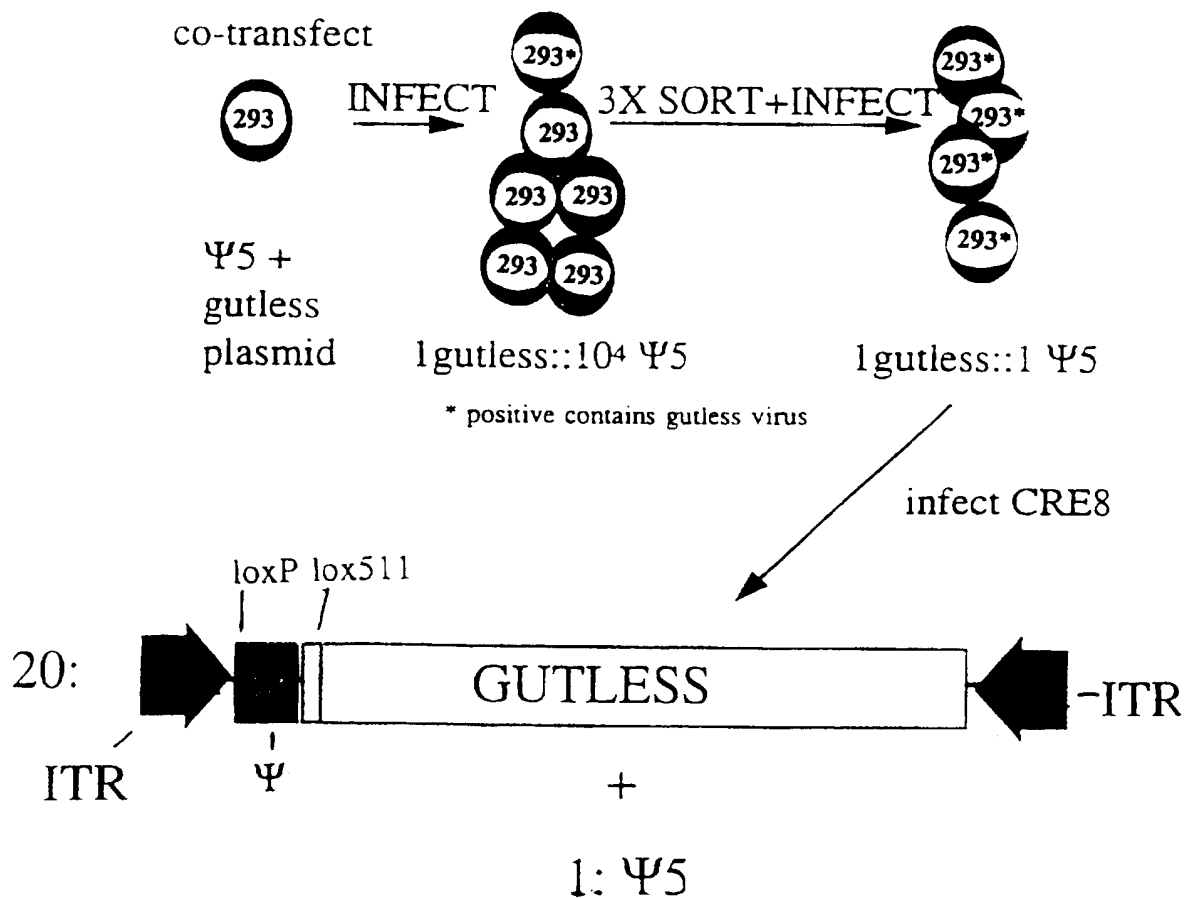 co-transfect
293
INFECT
293*
293
293
293
293
293
3X SORT+INFECT
293*
293*
293*
293*
Ψ5 +
gutless
plasmid
1gutless::10⁴ Ψ5
1gutless::1 Ψ5
* positive contains gutless virus
infect CRE8
loxP lox511
20:
GUTLESS
ITR
ITR
Ψ
+
1: Ψ5